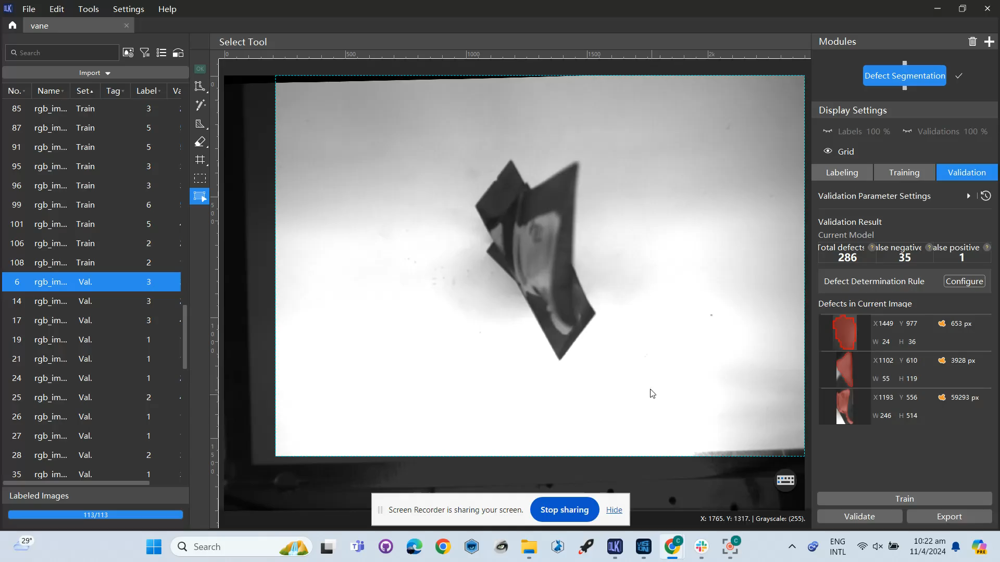 DLK File Edit Tools Settings Help
vane
Search
Import
No. Name Set Tag Label Va
85 rgb_im... Train 3
87 rgb_im... Train 5
91 rgb_im... Train 5
95 rgb_im... Train 3
96 rgb_im... Train 3
99 rgb_im... Train 6
101 rgb_im... Train 5
106 rgb_im... Train 2
108 rgb_im... Train 2
6 rgb_im... Val. 3
14 rgb_im... Val. 3
17 rgb_im... Val. 3
19 rgb_im... Val. 1
21 rgb_im... Val. 1
24 rgb_im... Val. 1
25 rgb_im... Val. 2
26 rgb_im... Val. 1
27 rgb_im... Val. 1
28 rgb_im... Val. 2
35 rgb_im... Val. 1
Labeled Images
113/113
Select Tool
0 500 1000 1500 2k
OK
0
500
1000
1500
X: 1765. Y: 1317. | Grayscale: (255).
Screen Recorder is sharing your screen. Stop sharing Hide
Modules
Defect Segmentation
Display Settings
Labels 100 % Validations 100 %
Grid
Labeling Training Validation
Validation Parameter Settings
Validation Result
Current Model
Total defects ? alse negative ? alse positive ?
286 35 1
Defect Determination Rule Configure
Defects in Current Image
X 1449 Y 977 653 px
W 24 H 36
X 1102 Y 610 3928 px
W 55 H 119
X 1193 Y 556 59293 px
W 246 H 514
Train
Validate Export
29°
Search
DLK
VISION
C
C
ENG
INTL
10:22 am
11/4/2024
PRE